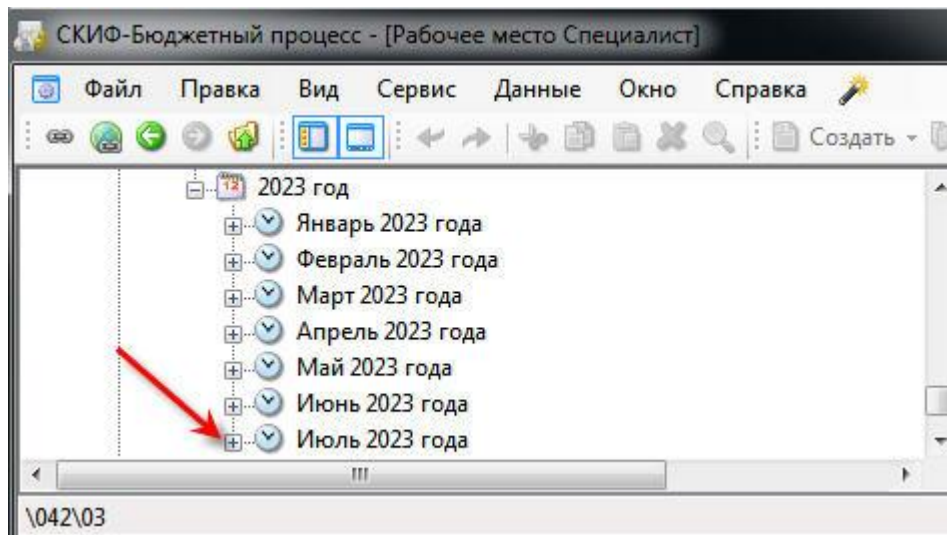 СКИФ-Бюджетный процесс - [Рабочее место Специалист]
Файл Правка Вид Сервис Данные Окно Справка
Создать
12 2023 год
Январь 2023 года
Февраль 2023 года
Март 2023 года
Апрель 2023 года
Май 2023 года
Июнь 2023 года
Июль 2023 года
\042\03